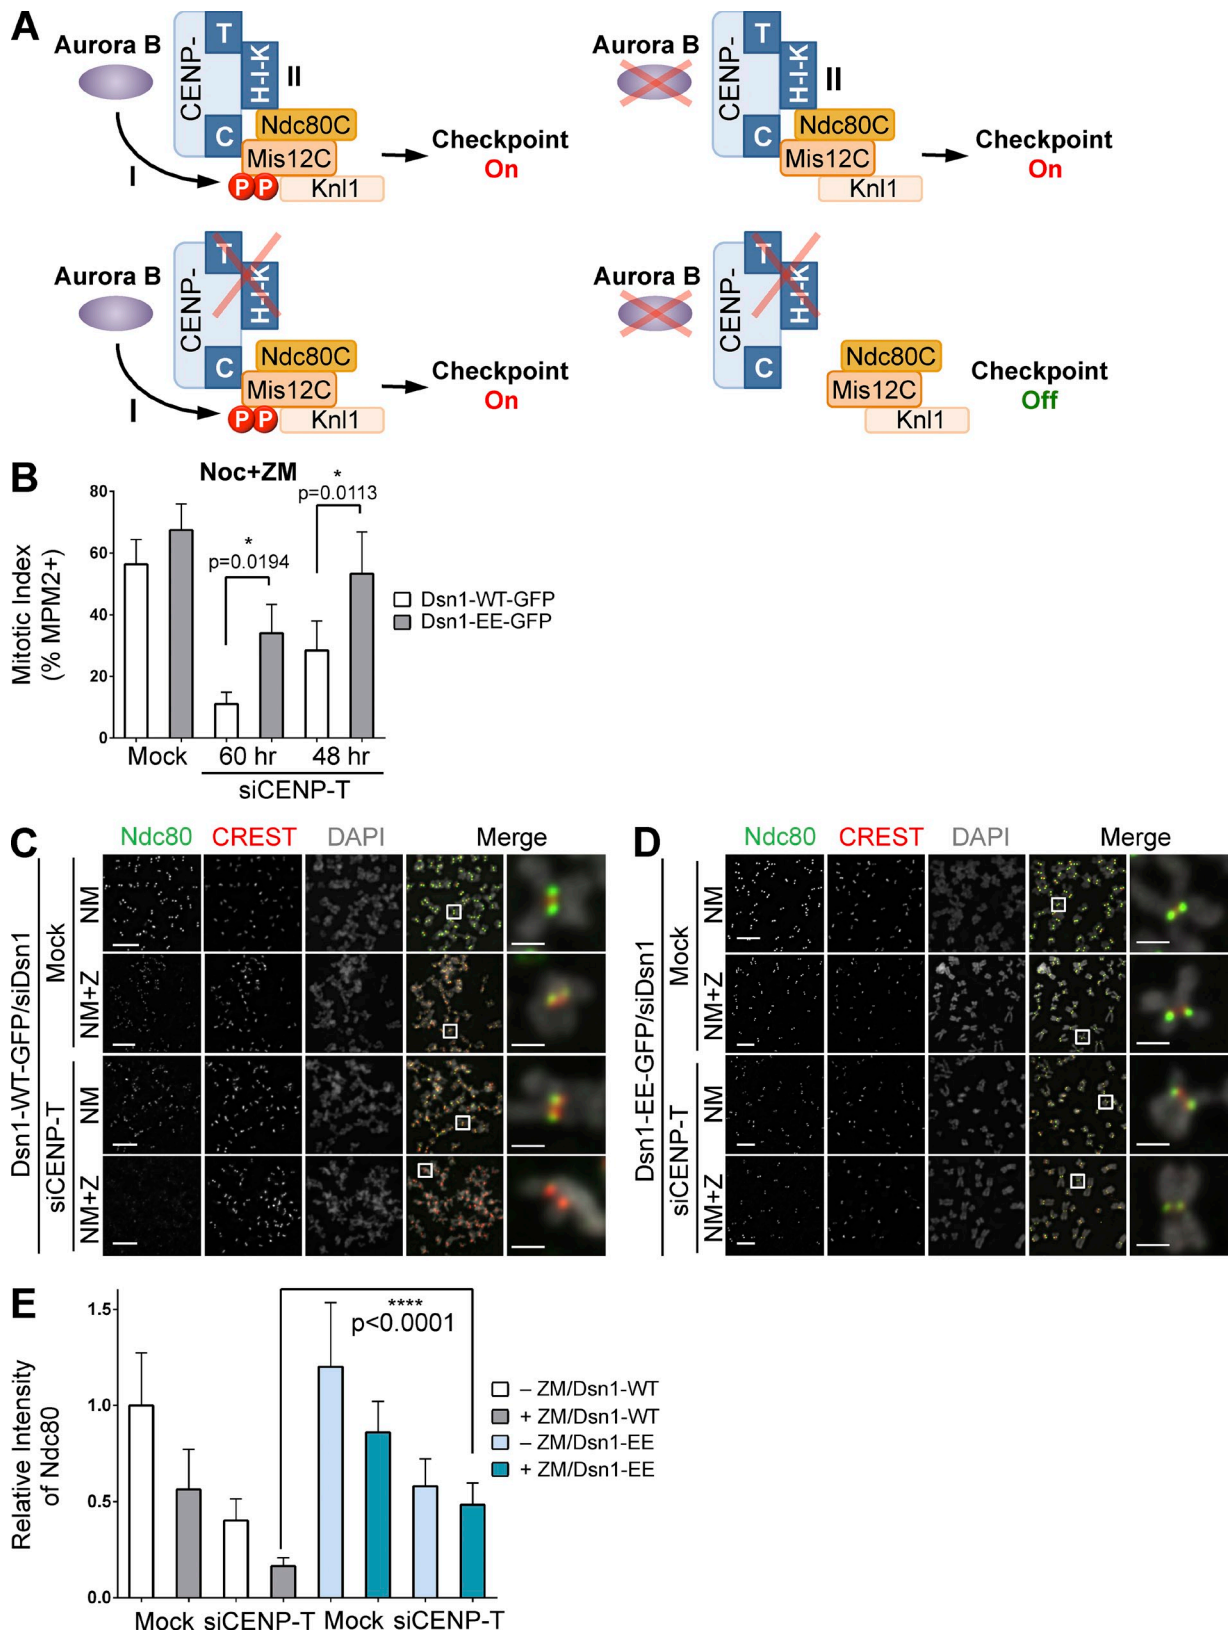 A
Aurora B
CENP-
T
H-I-K
II
C
Ndc80C
Mis12C
P P
Knl1
I
Checkpoint
On
Aurora B
CENP-
T
H-I-K
II
C
Ndc80C
Mis12C
Knl1
Checkpoint
On
Aurora B
CENP-
T
H-I-K
C
Ndc80C
Mis12C
P P
Knl1
I
Checkpoint
On
Aurora B
CENP-
T
H-I-K
C
Ndc80C
Mis12C
Knl1
Checkpoint
Off
B
Noc+ZM
Mitotic Index
(% MPM2+)
80
60
40
20
0
*
p=0.0194
*
p=0.0113
Dsn1-WT-GFP
Dsn1-EE-GFP
Mock 60 hr 48 hr
siCENP-T
C
Ndc80 CREST DAPI Merge
Dsn1-WT-GFP/siDsn1
Mock
NM
NM+Z
siCENP-T
NM
NM+Z
D
Ndc80 CREST DAPI Merge
Dsn1-EE-GFP/siDsn1
Mock
NM
NM+Z
siCENP-T
NM
NM+Z
E
Relative Intensity
of Ndc80
1.5
1.0
0.5
0.0
****
p<0.0001
– ZM/Dsn1-WT
+ ZM/Dsn1-WT
– ZM/Dsn1-EE
+ ZM/Dsn1-EE
Mock siCENP-T Mock siCENP-T